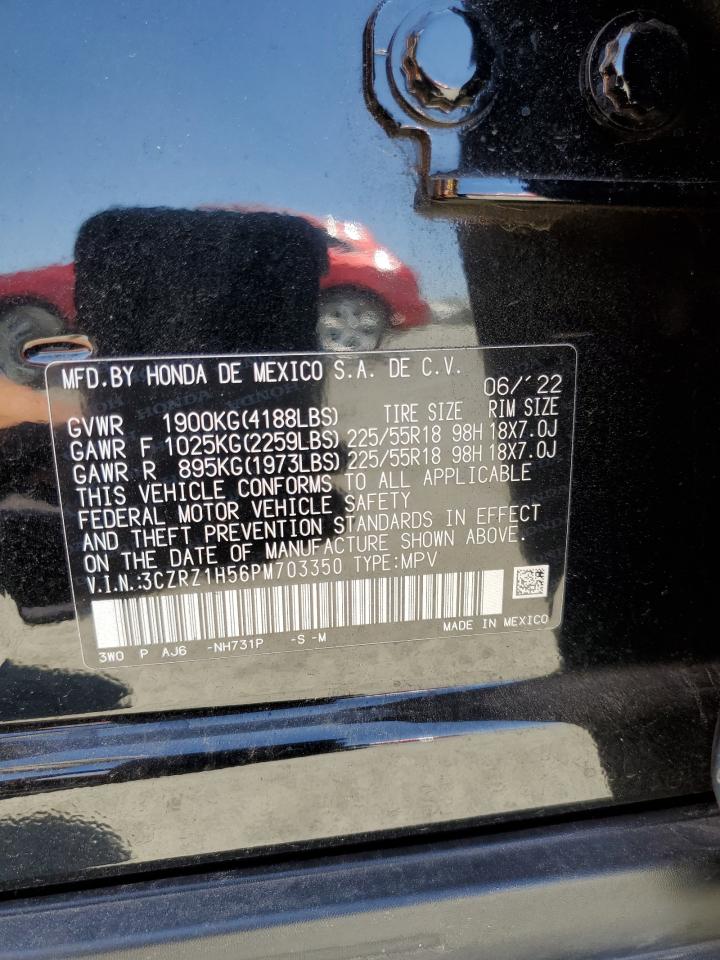 MFD.BY HONDA DE MEXICO S.A. DE C.V.
06/´22
GVWR 1900KG(4188LBS) TIRE SIZE RIM SIZE
GAWR F 1025KG(2259LBS) 225/55R18 98H 18X7.0J
GAWR R 895KG(1973LBS) 225/55R18 98H 18X7.0J
THIS VEHICLE CONFORMS TO ALL APPLICABLE
FEDERAL MOTOR VEHICLE SAFETY
AND THEFT PREVENTION STANDARDS IN EFFECT
ON THE DATE OF MANUFACTURE SHOWN ABOVE.
V.I.N.:3CZRZ1H56PM703350 TYPE:MPV
3W0 P AJ6 -NH731P -S -M MADE IN MEXICO